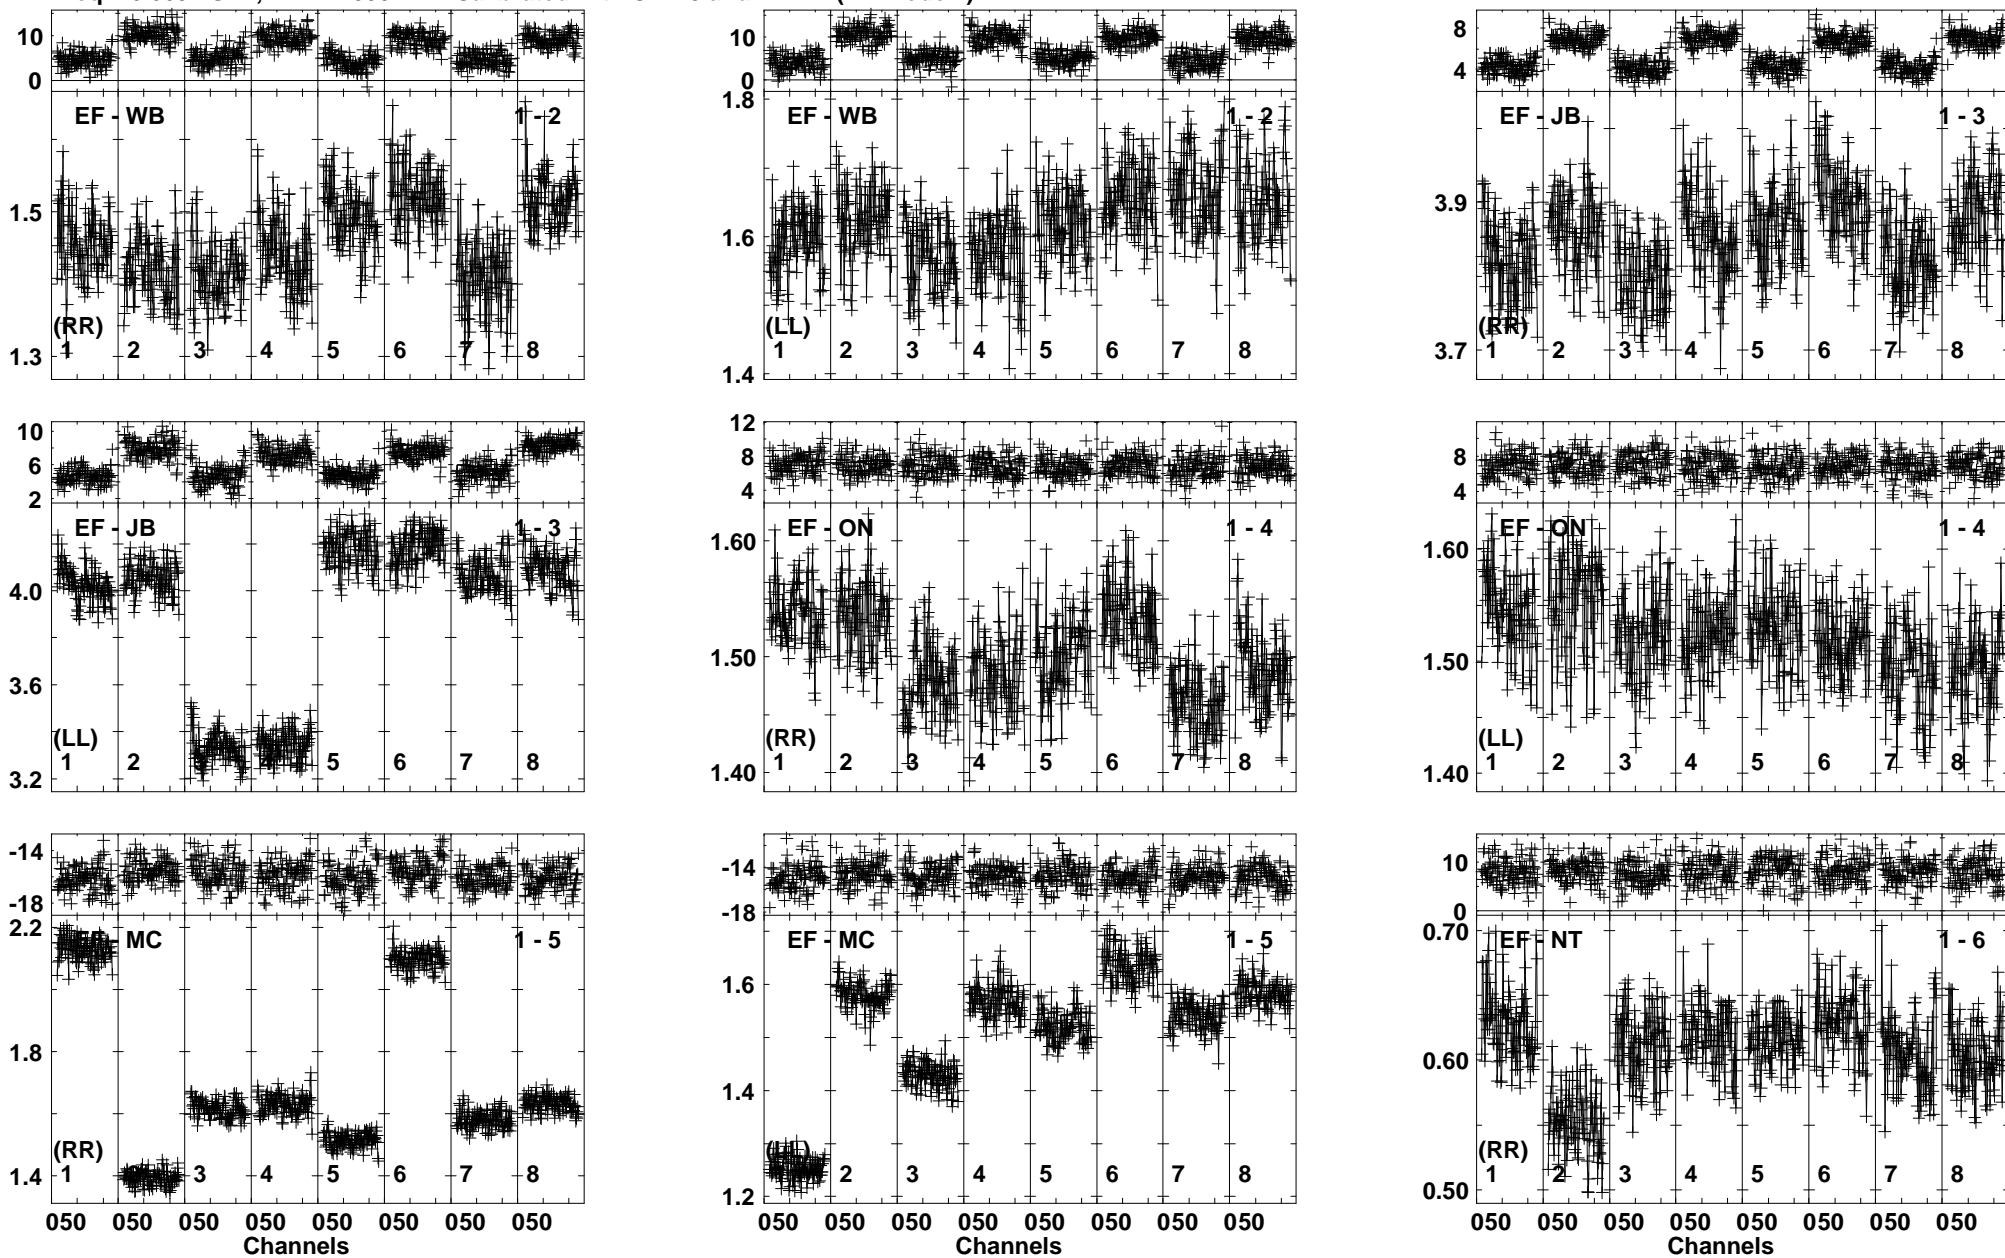 10 0 10 0 8 4
EF - WB 1 - 2
1.5 1.3
(RR)
1 2 3 4 5 6 7 8
EF - WB 1 - 2
1.8 1.6 1.4
(LL)
1 2 3 4 5 6 7 8
EF - JB 1 - 3
3.9 3.7
(RR)
1 2 3 4 5 6 7 8
10 6 2
EF - JB 1 - 3
4.0 3.6 3.2
(LL)
1 2 5 6 7 8
12 8 4
EF - ON 1 - 4
1.60 1.50 1.40
(RR)
1 2 3 4 5 6 7 8
8 4
EF - ON 1 - 4
1.60 1.50 1.40
(LL)
1 2 3 4 5 6 7 8
-14 -18
EF - MC 1 - 5
2.2 1.8 1.4
(RR)
1 3 4 5 6 7 8
050 050 050 050 050 050 050 050
Channels
-14 -18
EF - MC 1 - 5
1.6 1.4 1.2
(LL)
2 3 4 5 6 7 8
050 050 050 050 050 050 050 050
Channels
10 0
EF - NT 1 - 6
0.70 0.60 0.50
(RR)
1 2 3 4 5 6 7 8
050 050 050 050 050 050 050 050
Channels